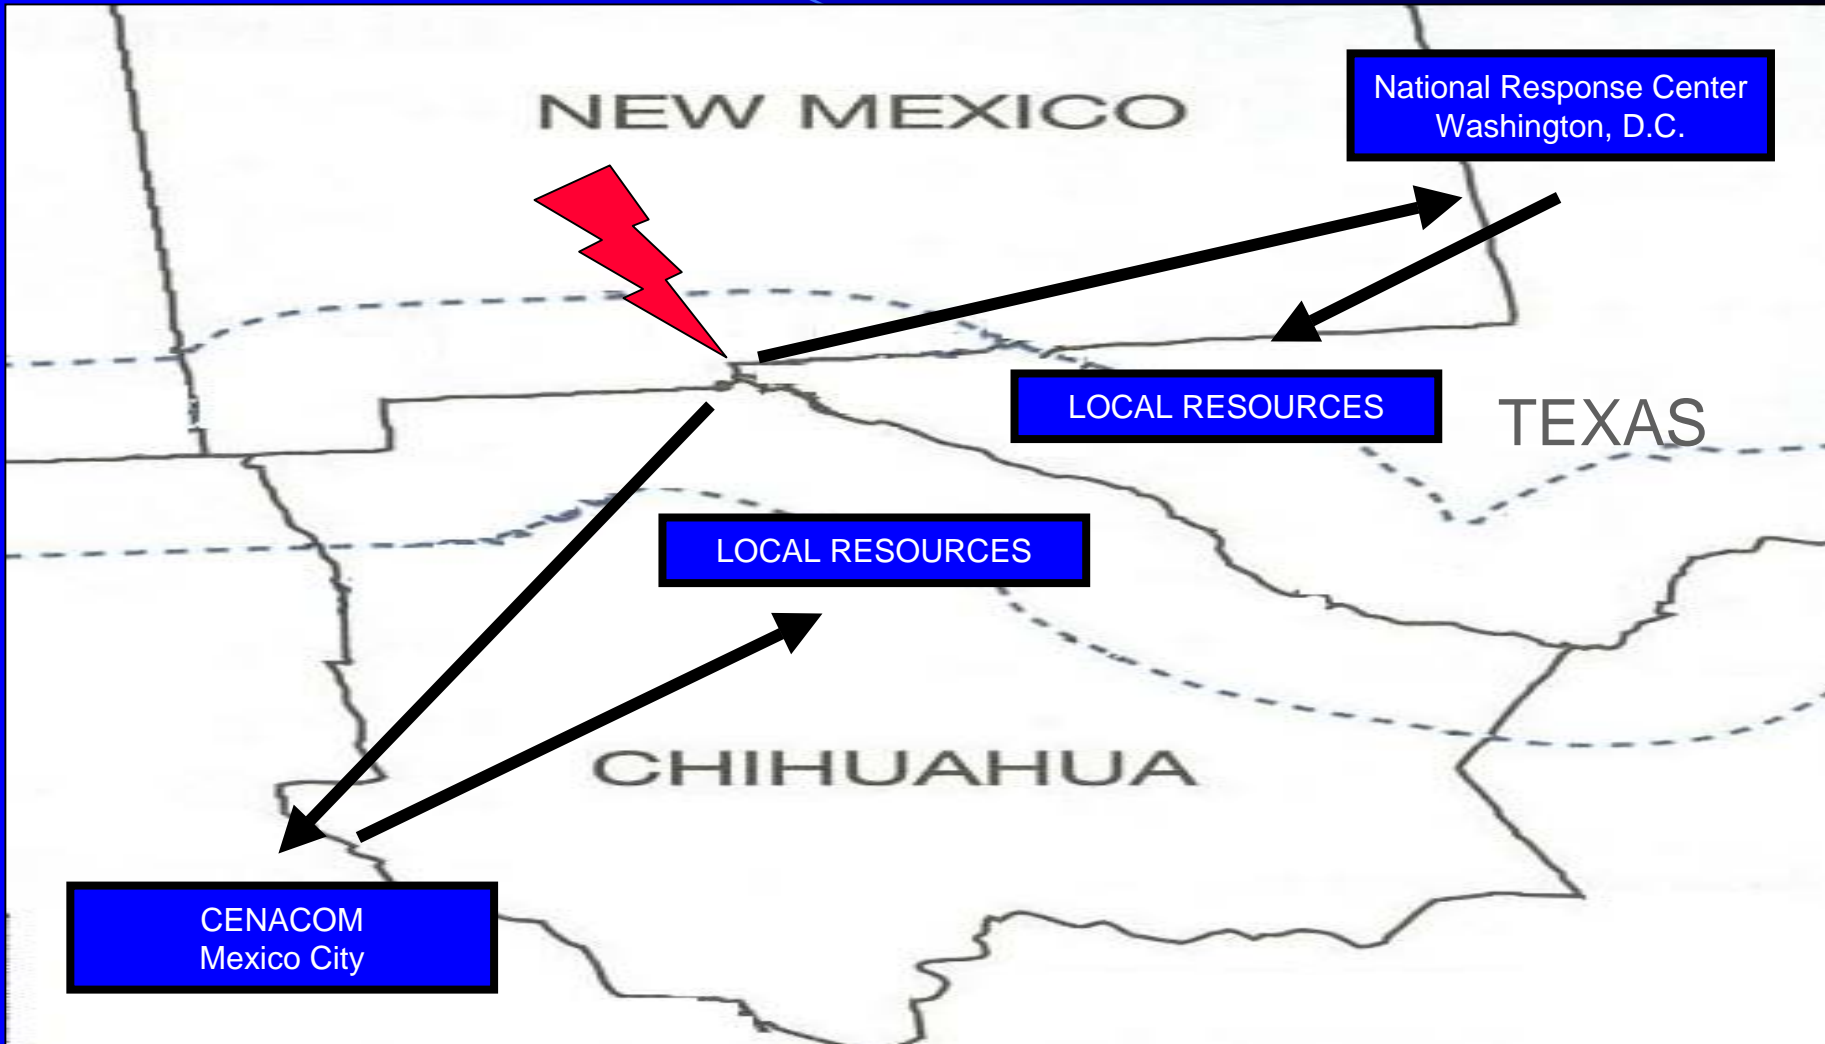 NEW MEXICO
National Response Center
Washington, D.C.
LOCAL RESOURCES
TEXAS
LOCAL RESOURCES
CHIHUAHUA
CENACOM
Mexico City